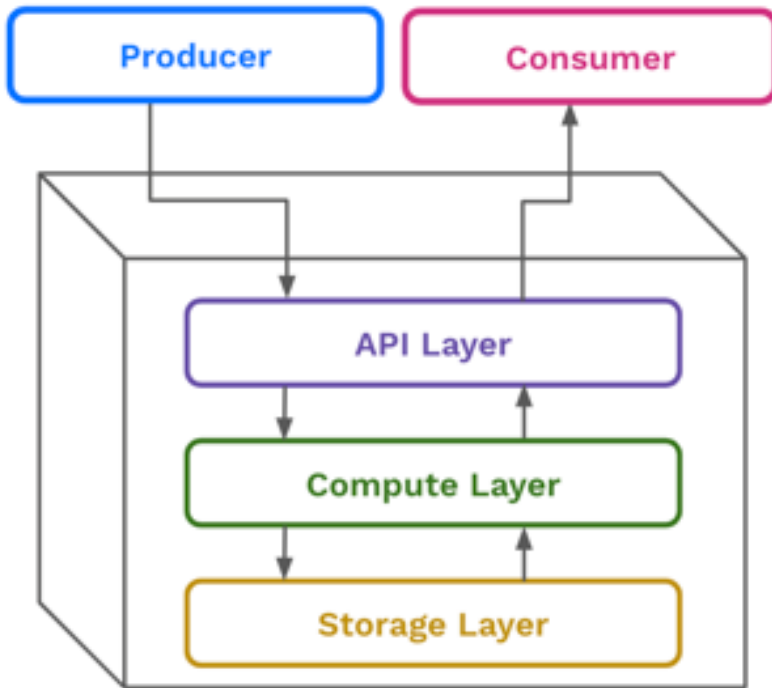 Producer
Consumer
API Layer
Compute Layer
Storage Layer